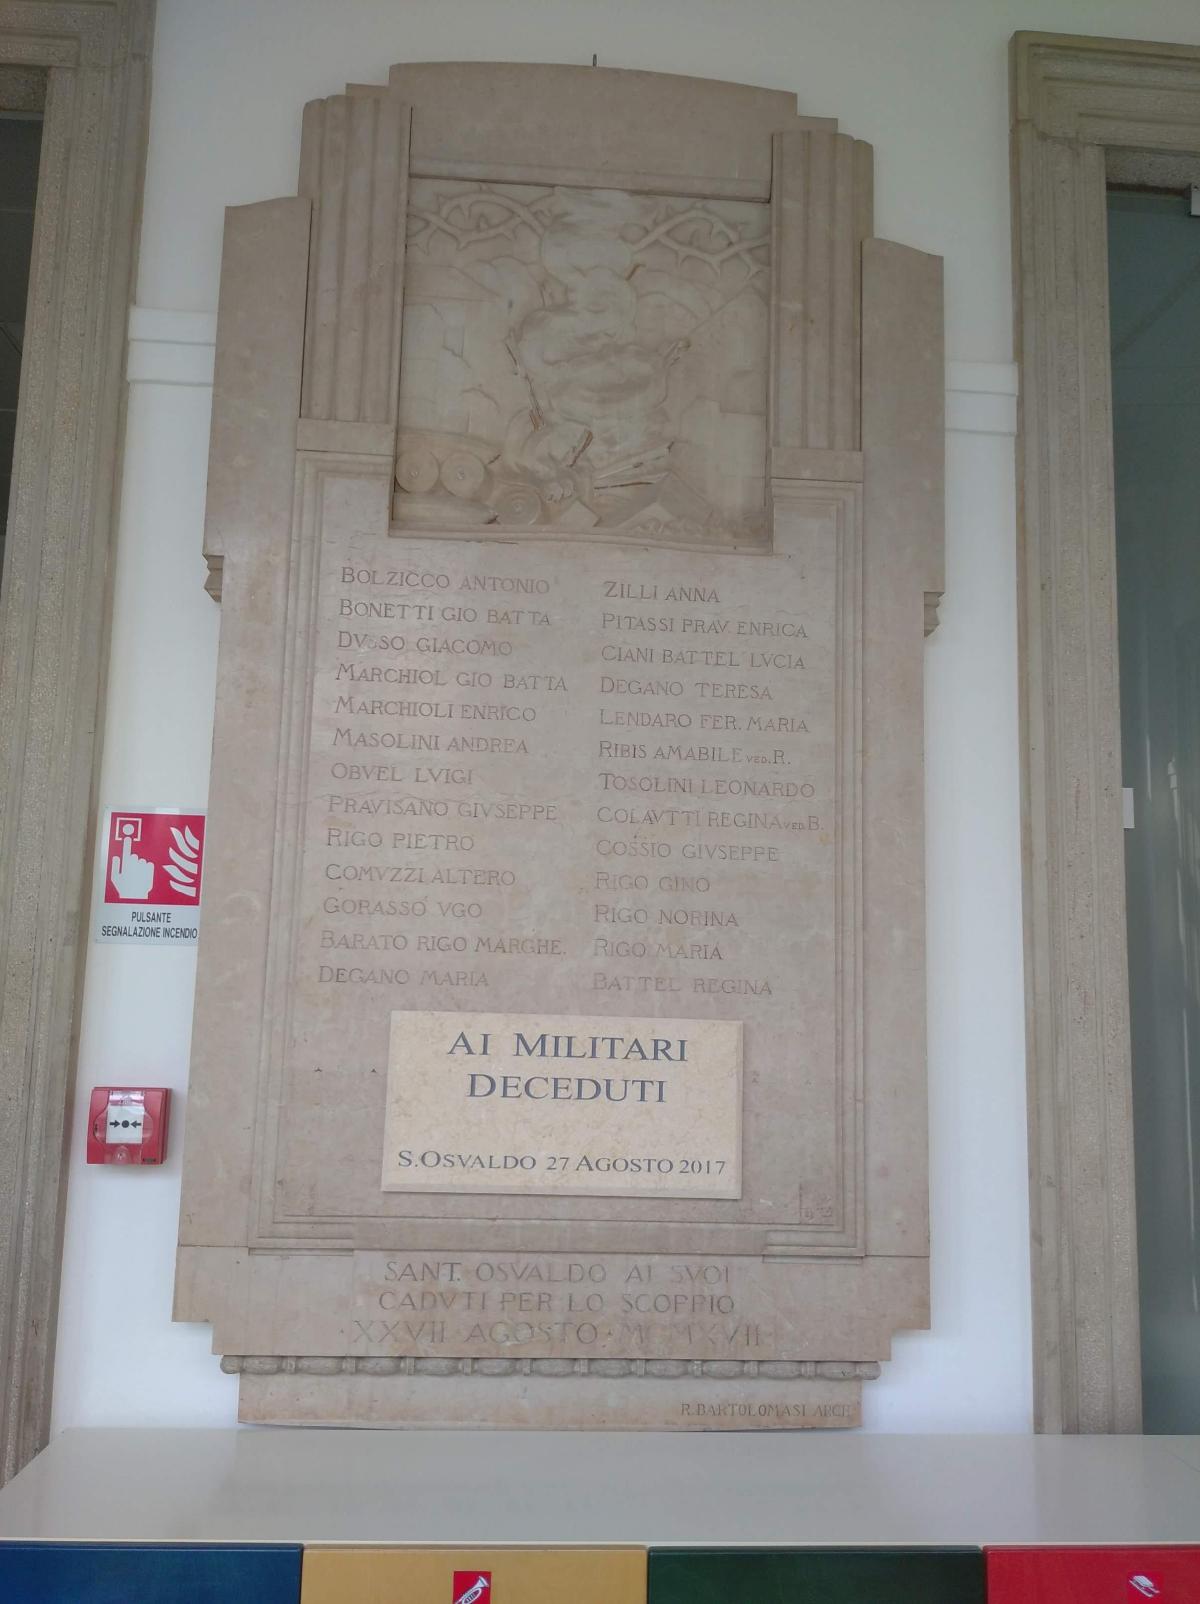 BOLZICCO ANTONIO
BONETTI GIO BATTA
DVSSO GIACOMO
MARCHIOL GIO BATTA
MARCHIOLI ENRICO
MASOLINI ANDREA
OBVEL LVIGI
PRAVISANO GIVSEPPE
RIGO PIETRO
COMVZZI ALTERO
GORASSO VGO
BARATO RIGO MARGHE.
DEGANO MARIA
ZILLI ANNA
PITASSI PRAV. ENRICA
CIANI BATTEL LVCIA
DEGANO TERESA
LENDARO FER. MARIA
RIBIS AMABILE VED. R.
TOSOLINI LEONARDO
COLAVTTI REGINA VED B.
COSSIO GIVSEPPE
RIGO GINO
RIGO NORINA
RIGO MARIA
BATTEL REGINA
AI MILITARI
DECEDUTI
S.OSVALDO 27 AGOSTO 2017
SANT. OSVALDO AI SVOI
CADVTI PER LO SCOPPIO
XXVII AGOSTO · MCMXVII
R. BARTOLOMASI ARCH
PULSANTE
SEGNALAZIONE INCENDIO